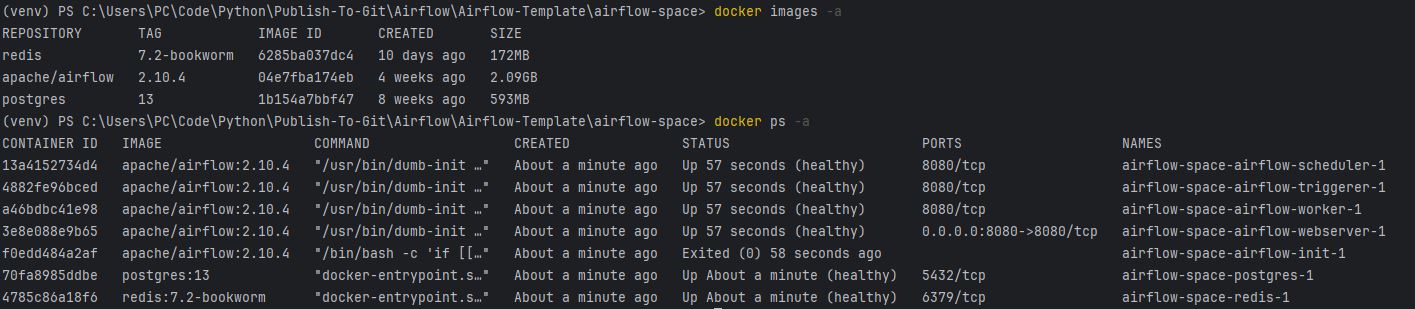 (venv) PS C:\Users\PC\Code\Python\Publish-To-Git\Airflow\Airflow-Template\airflow-space> docker images -a
REPOSITORY       TAG            IMAGE ID       CREATED       SIZE
redis            7.2-bookworm   6285ba037dc4   10 days ago   172MB
apache/airflow   2.10.4         04e7fba174eb   4 weeks ago   2.09GB
postgres         13             1b154a7bbf47   8 weeks ago   593MB
(venv) PS C:\Users\PC\Code\Python\Publish-To-Git\Airflow\Airflow-Template\airflow-space> docker ps -a
CONTAINER ID   IMAGE                   COMMAND                  CREATED              STATUS                        PORTS                    NAMES
13a4152734d4   apache/airflow:2.10.4   "/usr/bin/dumb-init …"   About a minute ago   Up 57 seconds (healthy)       8080/tcp                 airflow-space-airflow-scheduler-1
4882fe96bced   apache/airflow:2.10.4   "/usr/bin/dumb-init …"   About a minute ago   Up 57 seconds (healthy)       8080/tcp                 airflow-space-airflow-triggerer-1
a46bdbc41e98   apache/airflow:2.10.4   "/usr/bin/dumb-init …"   About a minute ago   Up 57 seconds (healthy)       8080/tcp                 airflow-space-airflow-worker-1
3e8e088e9b65   apache/airflow:2.10.4   "/usr/bin/dumb-init …"   About a minute ago   Up 57 seconds (healthy)       0.0.0.0:8080->8080/tcp   airflow-space-airflow-webserver-1
f0edd484a2af   apache/airflow:2.10.4   "/bin/bash -c 'if [[…"   About a minute ago   Exited (0) 58 seconds ago                              airflow-space-airflow-init-1
70fa8985ddbe   postgres:13             "docker-entrypoint.s…"   About a minute ago   Up About a minute (healthy)   5432/tcp                 airflow-space-postgres-1
4785c86a18f6   redis:7.2-bookworm      "docker-entrypoint.s…"   About a minute ago   Up About a minute (healthy)   6379/tcp                 airflow-space-redis-1